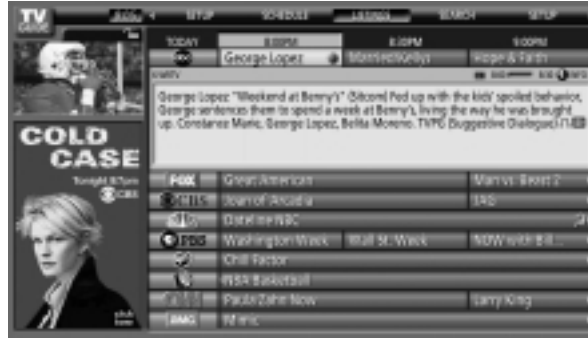 TV
GUIDE
SETUP SCHEDULE LISTINGS SEARCH SETUP
TODAY 8:00PM 8:30PM 9:00PM
abc George Lopez Married/Kellys Hope & Faith
George Lopez "Weekend at Benny's" (Sitcom) Fed up with the kids' spoiled behavior,
George sentences them to spend a week at Benny's, living the way he was brought
up. Constance Marie, George Lopez, Belita Moreno. TVPG (Suggestive Dialogue)
COLD
CASE
Tonight 8/7pm
CBS
FOX Great American Man vs. Beast 2
CBS Joan of Arcadia JAG
Dateline NBC
PBS Washington Week Wall St. Week NOW with Bill...
Chill Factor
NBA Basketball
Paula Zahn Now Larry King
Mimic